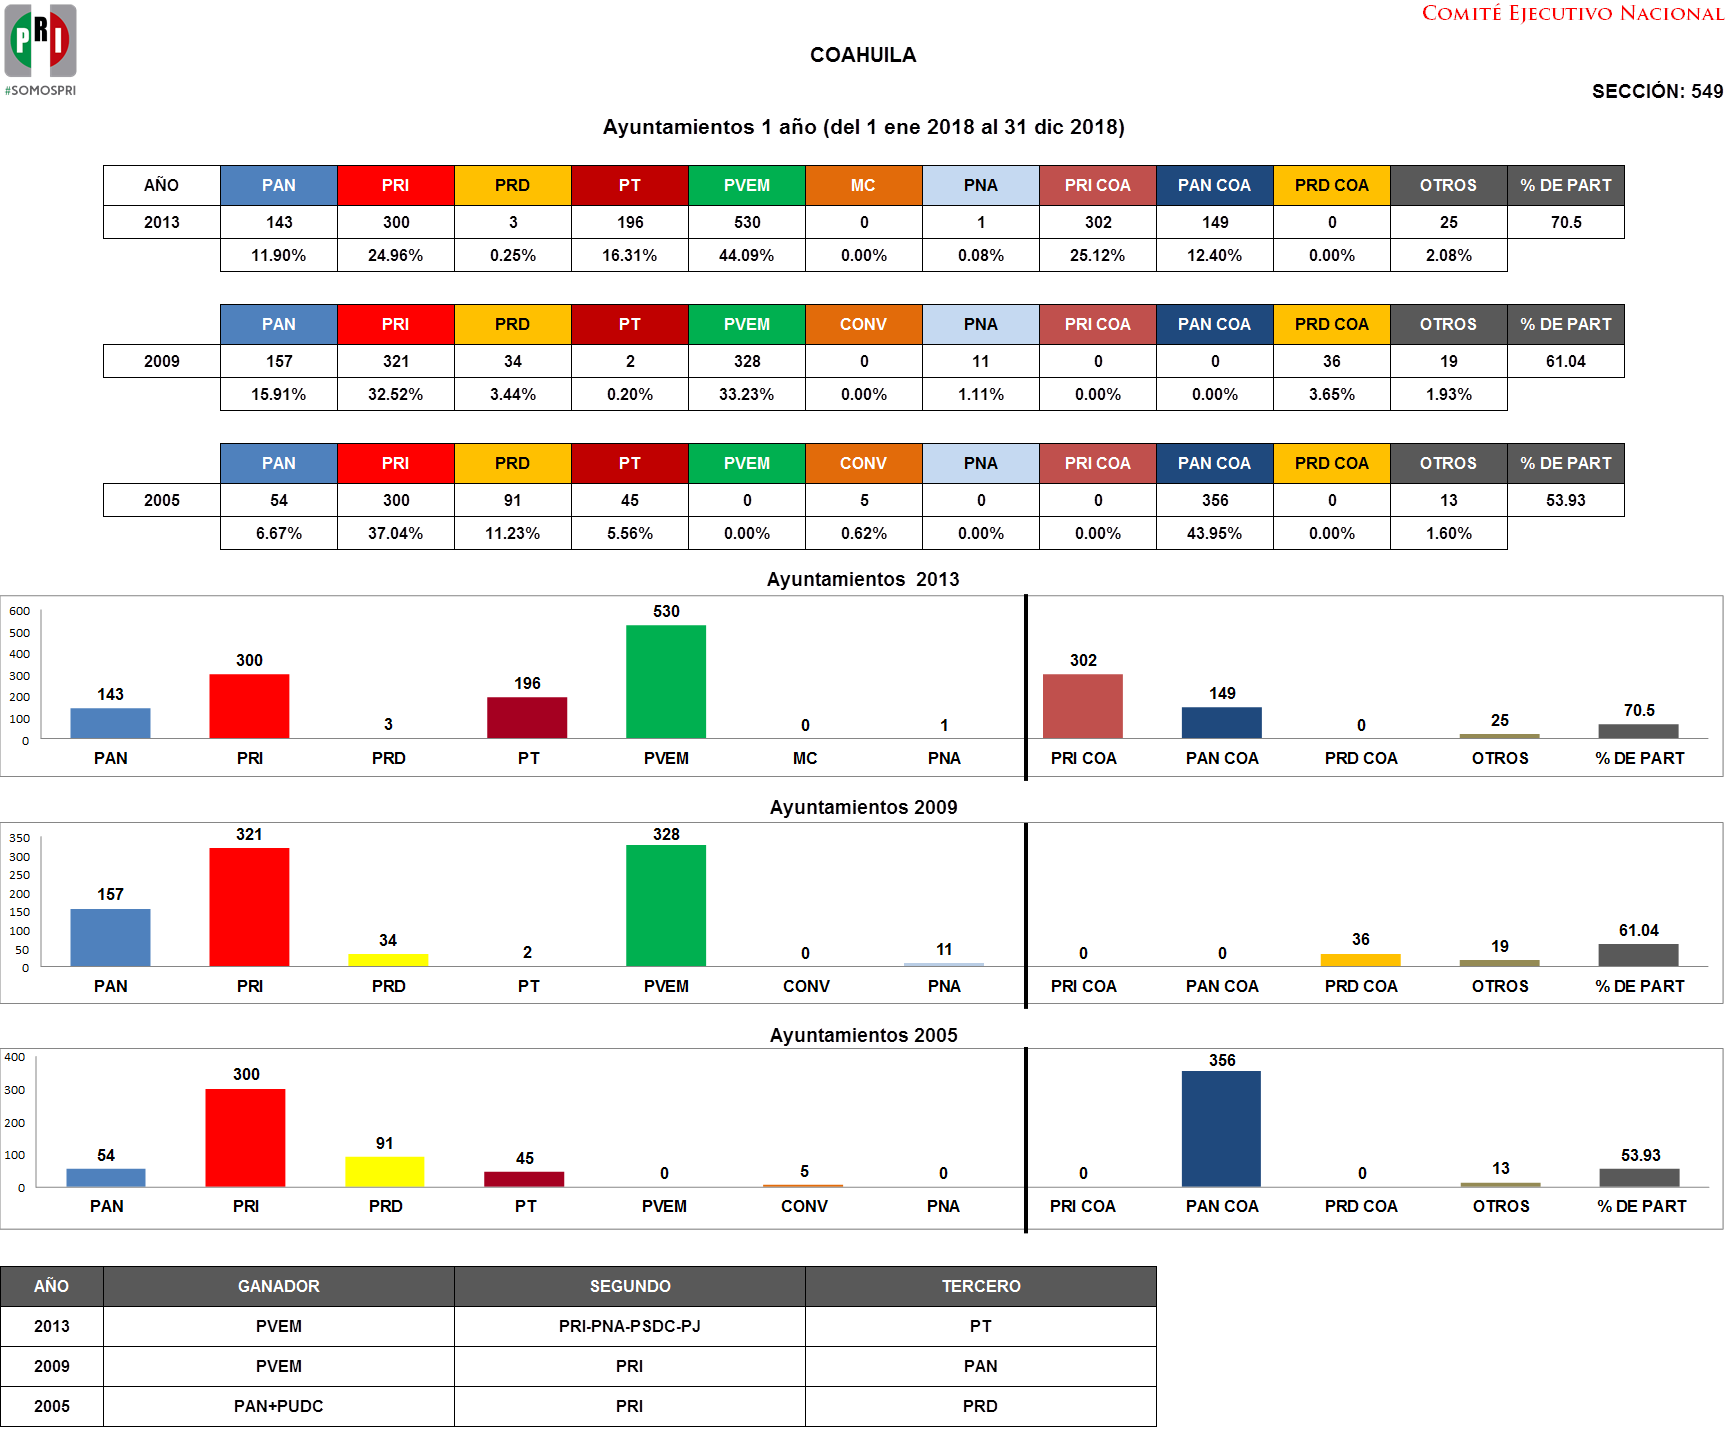 PRI
#SOMOSPRI
COMITÉ EJECUTIVO NACIONAL
COAHUILA
SECCIÓN: 549
Ayuntamientos 1 año (del 1 ene 2018 al 31 dic 2018)
AÑO PAN PRI PRD PT PVEM MC PNA PRI COA PAN COA PRD COA OTROS % DE PART
2013 143 300 3 196 530 0 1 302 149 0 25 70.5
11.90% 24.96% 0.25% 16.31% 44.09% 0.00% 0.08% 25.12% 12.40% 0.00% 2.08%
PAN PRI PRD PT PVEM CONV PNA PRI COA PAN COA PRD COA OTROS % DE PART
2009 157 321 34 2 328 0 11 0 0 36 19 61.04
15.91% 32.52% 3.44% 0.20% 33.23% 0.00% 1.11% 0.00% 0.00% 3.65% 1.93%
PAN PRI PRD PT PVEM CONV PNA PRI COA PAN COA PRD COA OTROS % DE PART
2005 54 300 91 45 0 5 0 0 356 0 13 53.93
6.67% 37.04% 11.23% 5.56% 0.00% 0.62% 0.00% 0.00% 43.95% 0.00% 1.60%
Ayuntamientos 2013
600
500
400
300
200
100
0
143 300 3 196 530 0 1 302 149 0 25 70.5
PAN PRI PRD PT PVEM MC PNA PRI COA PAN COA PRD COA OTROS % DE PART
Ayuntamientos 2009
350
300
250
200
150
100
50
0
157 321 34 2 328 0 11 0 0 36 19 61.04
PAN PRI PRD PT PVEM CONV PNA PRI COA PAN COA PRD COA OTROS % DE PART
Ayuntamientos 2005
400
300
200
100
0
54 300 91 45 0 5 0 0 356 0 13 53.93
PAN PRI PRD PT PVEM CONV PNA PRI COA PAN COA PRD COA OTROS % DE PART
AÑO GANADOR SEGUNDO TERCERO
2013 PVEM PRI-PNA-PSDC-PJ PT
2009 PVEM PRI PAN
2005 PAN+PUDC PRI PRD